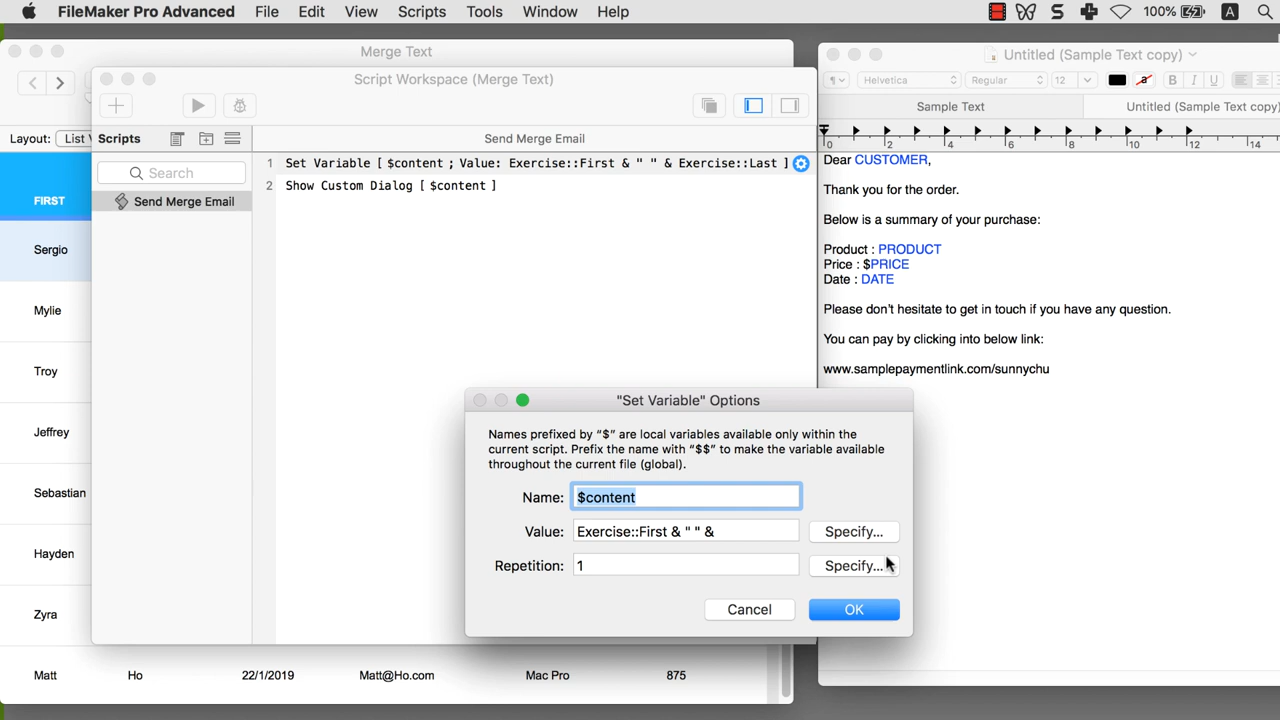 FileMaker Pro Advanced File Edit View Scripts Tools Window Help 100% A
Merge Text
Script Workspace (Merge Text)
Send Merge Email
Layout:
Scripts
Search
Send Merge Email
1 Set Variable [ $content ; Value: Exercise::First & " " & Exercise::Last ]
2 Show Custom Dialog [ $content ]
FIRST
Sergio
Mylie
Troy
Jeffrey
Sebastian
Hayden
Zyra
Matt Ho 22/1/2019 Matt@Ho.com Mac Pro 875
"Set Variable" Options
Names prefixed by "$" are local variables available only within the
current script. Prefix the name with "$$" to make the variable available
throughout the current file (global).
Name: $content
Value: Exercise::First & " " & Specify...
Repetition: 1 Specify...
Cancel OK
Untitled (Sample Text copy)
Helvetica Regular 12 a B I U
Sample Text Untitled (Sample Text copy)
0 2 4 6 8 10 12 14
Dear CUSTOMER,
Thank you for the order.
Below is a summary of your purchase:
Product : PRODUCT
Price : $PRICE
Date : DATE
Please don't hesitate to get in touch if you have any question.
You can pay by clicking into below link:
www.samplepaymentlink.com/sunnychu